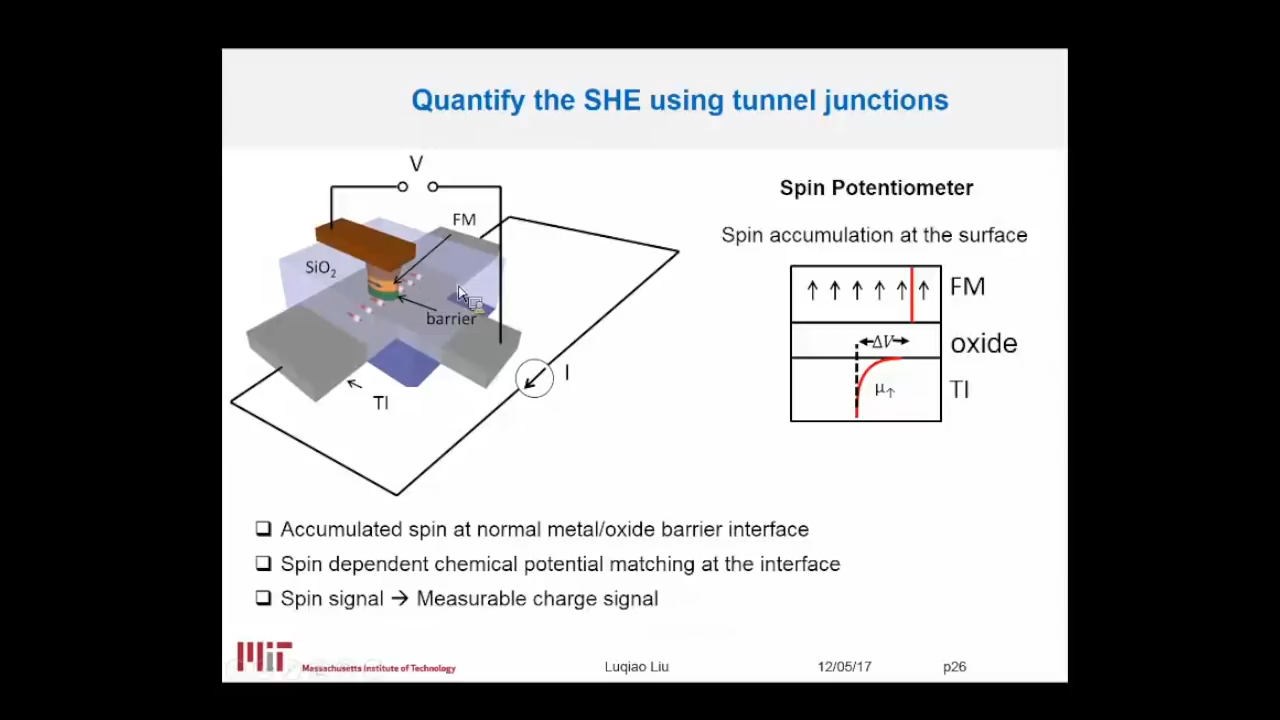 Quantify the SHE using tunnel junctions
V
FM
SiO₂
barrier
I
TI
Spin Potentiometer
Spin accumulation at the surface
FM
ΔV
oxide
μ↑
TI
Accumulated spin at normal metal/oxide barrier interface
Spin dependent chemical potential matching at the interface
Spin signal → Measurable charge signal
MIT Massachusetts Institute of Technology
Luqiao Liu
12/05/17
p26